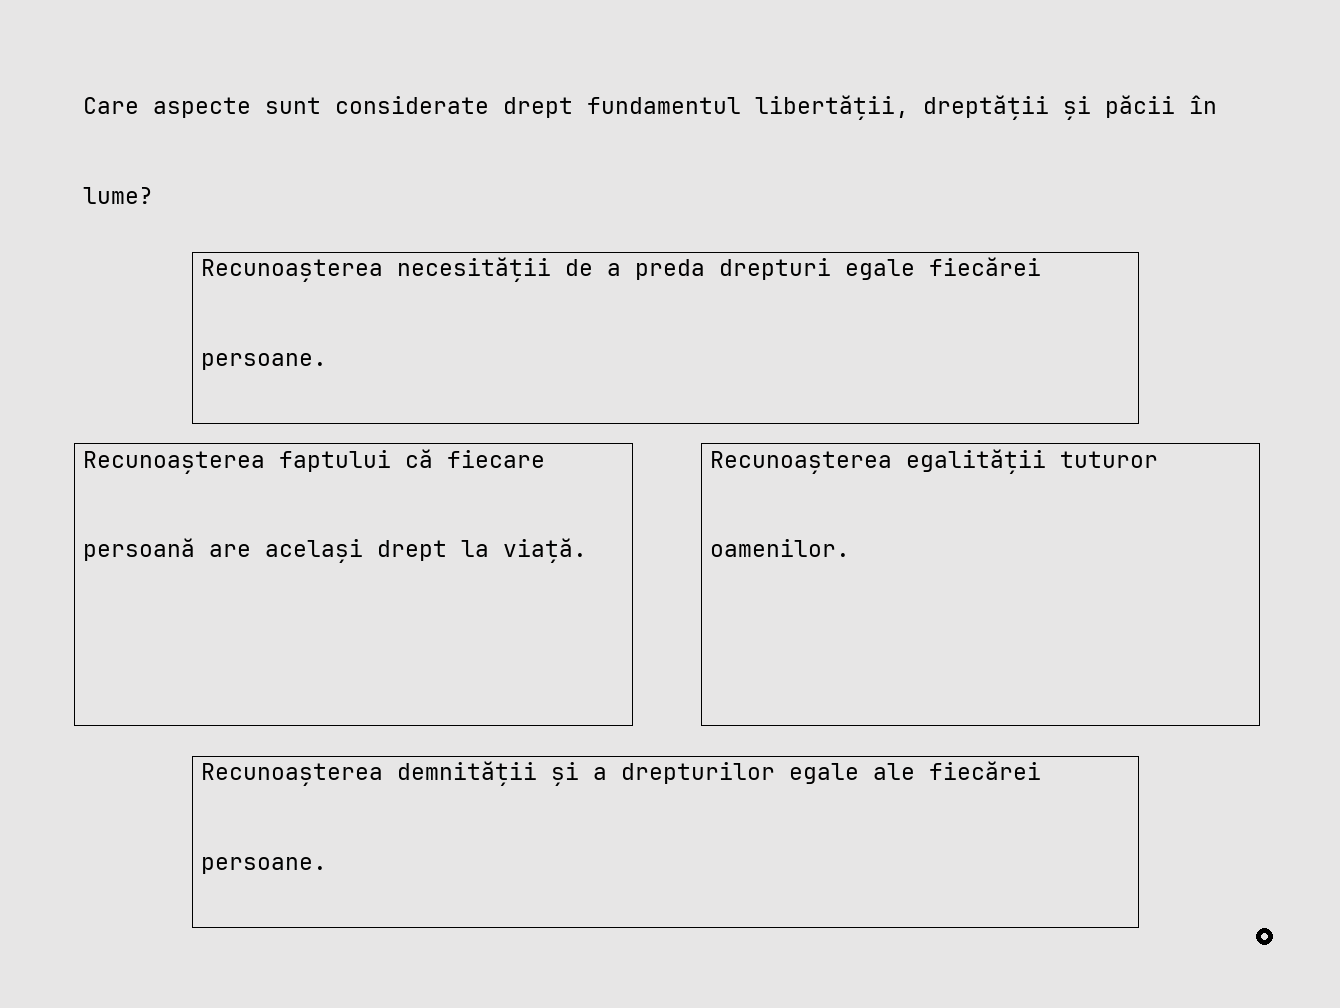 Care aspecte sunt considerate drept fundamentul libertății, dreptății și păcii în
lume?
Recunoașterea necesității de a preda drepturi egale fiecărei
persoane.
Recunoașterea faptului că fiecare
persoană are același drept la viață.
Recunoașterea egalității tuturor
oamenilor.
Recunoașterea demnității și a drepturilor egale ale fiecărei
persoane.